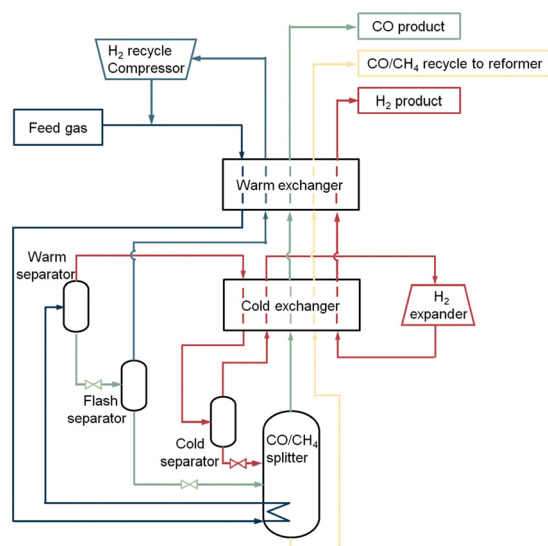 CO product
H₂ recycle
Compressor
CO/CH₄ recycle to reformer
H₂ product
Feed gas
Warm exchanger
Warm
separator
Cold exchanger
H₂
expander
Flash
separator
Cold
separator
CO/CH₄
splitter